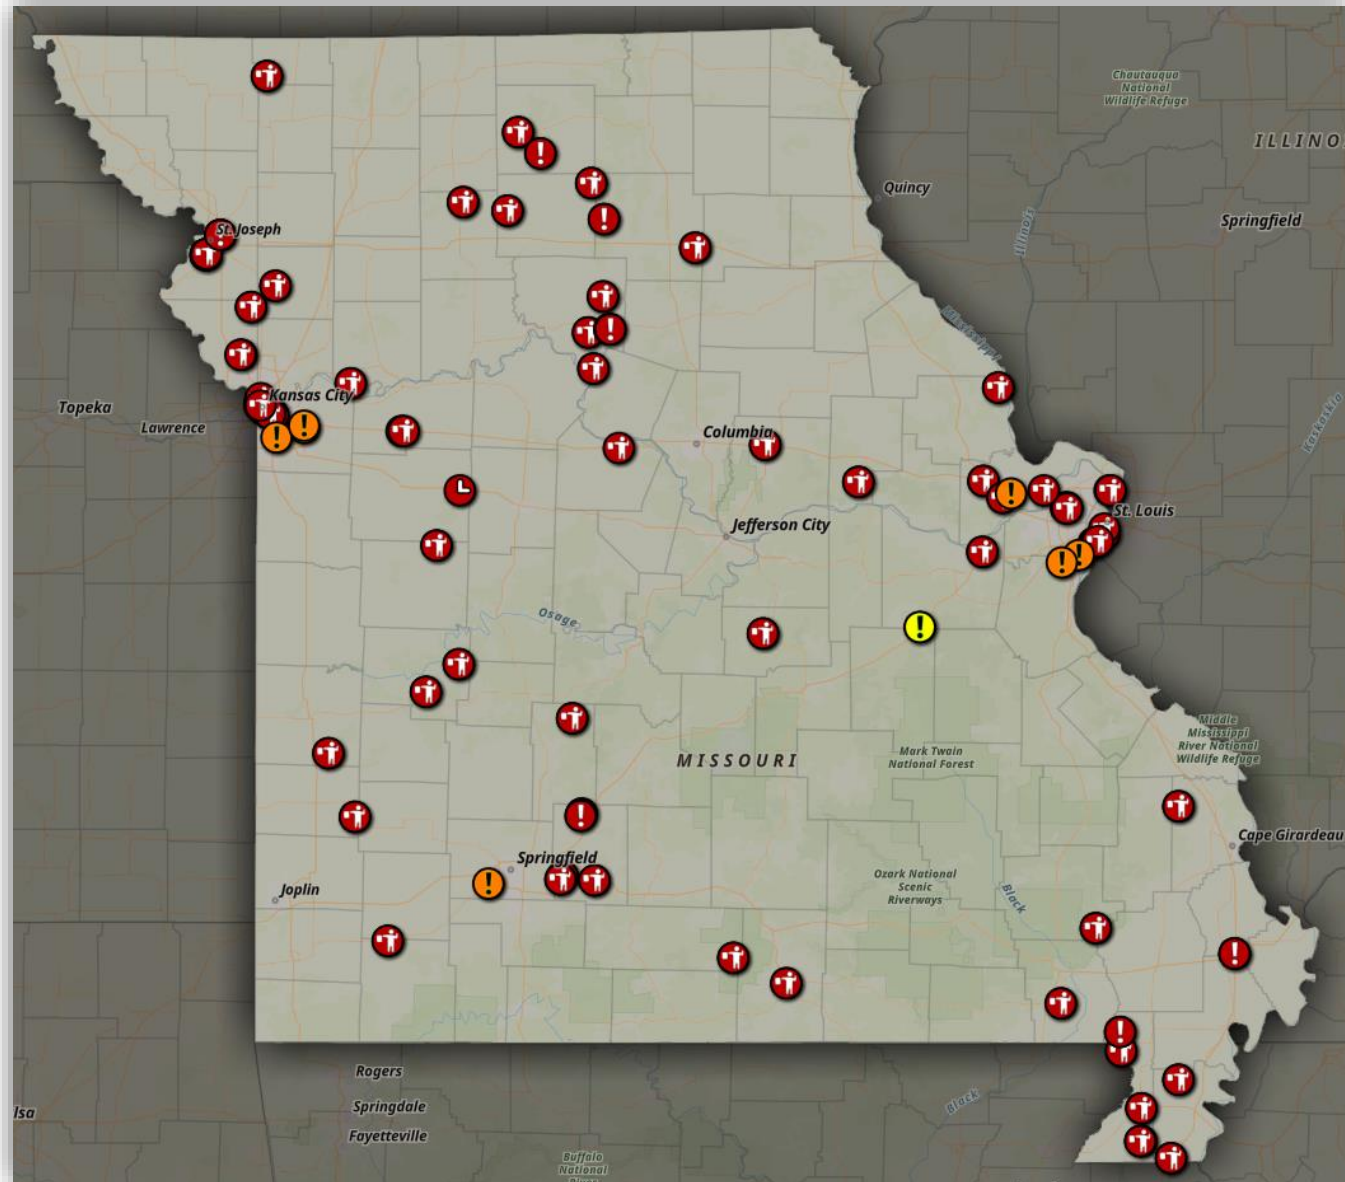 Chautauqua
National
Wildlife Refuge
ILLINO
Quincy
Illinois
Springfield
St. Joseph
Mississippi
Kansas City
Topeka
Lawrence
Columbia
Kaskaskia
St. Louis
Jefferson City
Osage
MISSOURI
Mark Twain
National Forest
Middle
Mississippi
River National
Wildlife Refuge
Cape Girardeau
Springfield
Joplin
Ozark National
Scenic
Riverways
Black
Rogers
Springdale
Fayetteville
lsa
Black
Buffalo
National